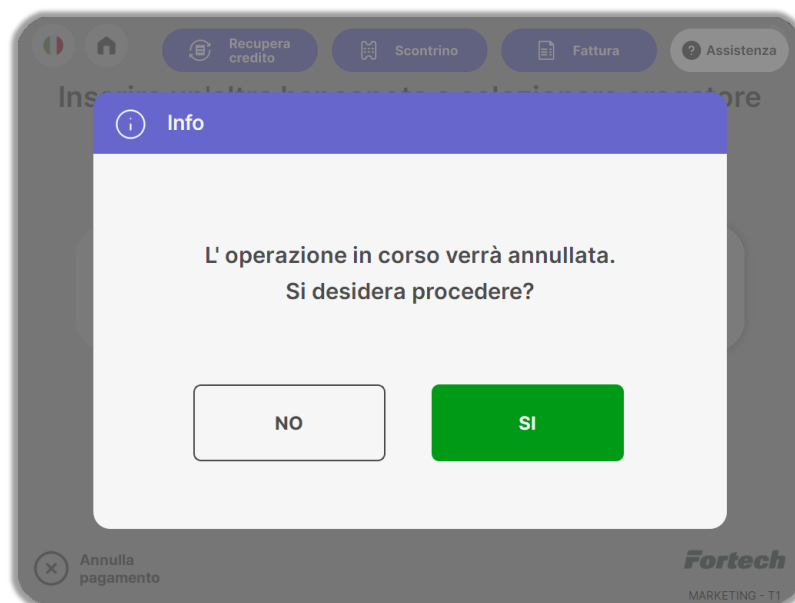 Recupera
credito
Scontrino
Fattura
? Assistenza
Info
L' operazione in corso verrà annullata.
Si desidera procedere?
NO
SI
Annulla
pagamento
Fortech
MARKETING - T1